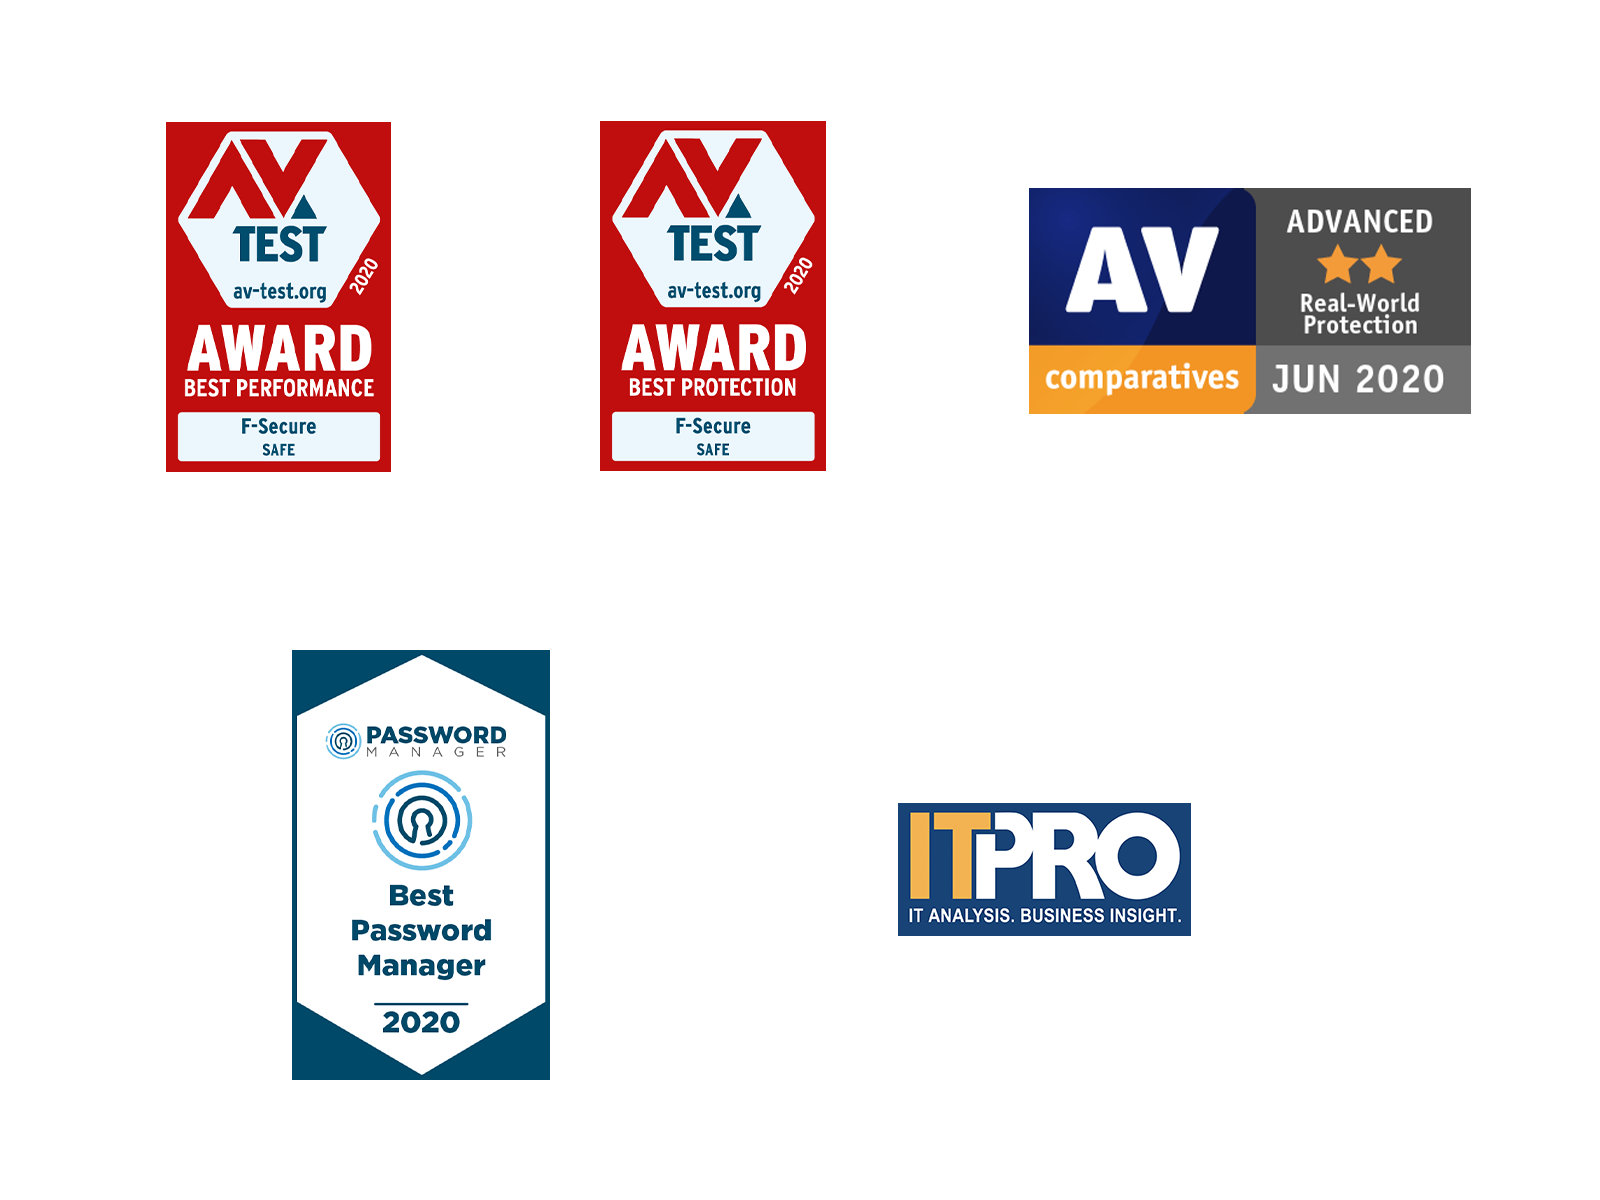 AV
TEST
av-test.org
2020
AWARD
BEST PERFORMANCE
F-Secure
SAFE
AV
TEST
av-test.org
2020
AWARD
BEST PROTECTION
F-Secure
SAFE
AV
comparatives
ADVANCED
Real-World
Protection
JUN 2020
PASSWORD
MANAGER
Best
Password
Manager
2020
ITPRO
IT ANALYSIS. BUSINESS INSIGHT.